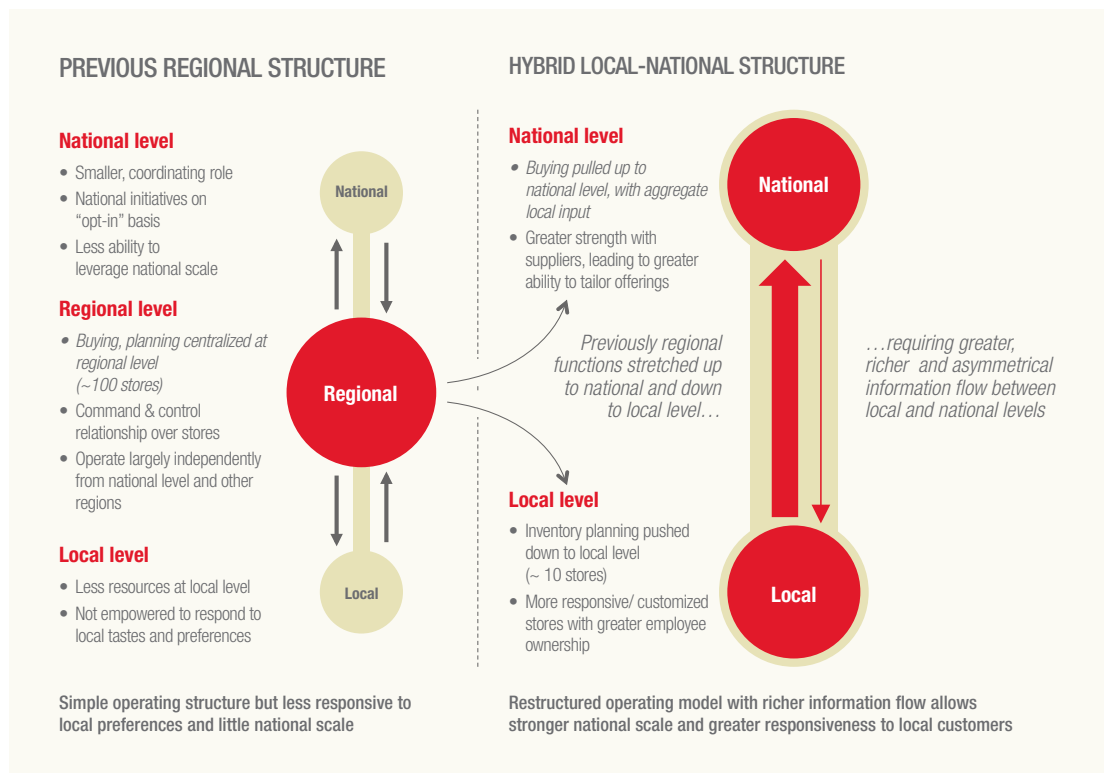 PREVIOUS REGIONAL STRUCTURE
National level
• Smaller, coordinating role
• National initiatives on
“opt-in” basis
• Less ability to
leverage national scale
Regional level
• Buying, planning centralized at
regional level
(~100 stores)
• Command & control
relationship over stores
• Operate largely independently
from national level and other
regions
Local level
• Less resources at local level
• Not empowered to respond to
local tastes and preferences
National
Regional
Local
Simple operating structure but less responsive to
local preferences and little national scale
HYBRID LOCAL-NATIONAL STRUCTURE
National level
• Buying pulled up to
national level, with aggregate
local input
• Greater strength with
suppliers, leading to greater
ability to tailor offerings
Previously regional
functions stretched up
to national and down
to local level…
Local level
• Inventory planning pushed
down to local level
(~ 10 stores)
• More responsive/ customized
stores with greater employee
ownership
National
Local
…requiring greater,
richer and asymmetrical
information flow between
local and national levels
Restructured operating model with richer information flow allows
stronger national scale and greater responsiveness to local customers